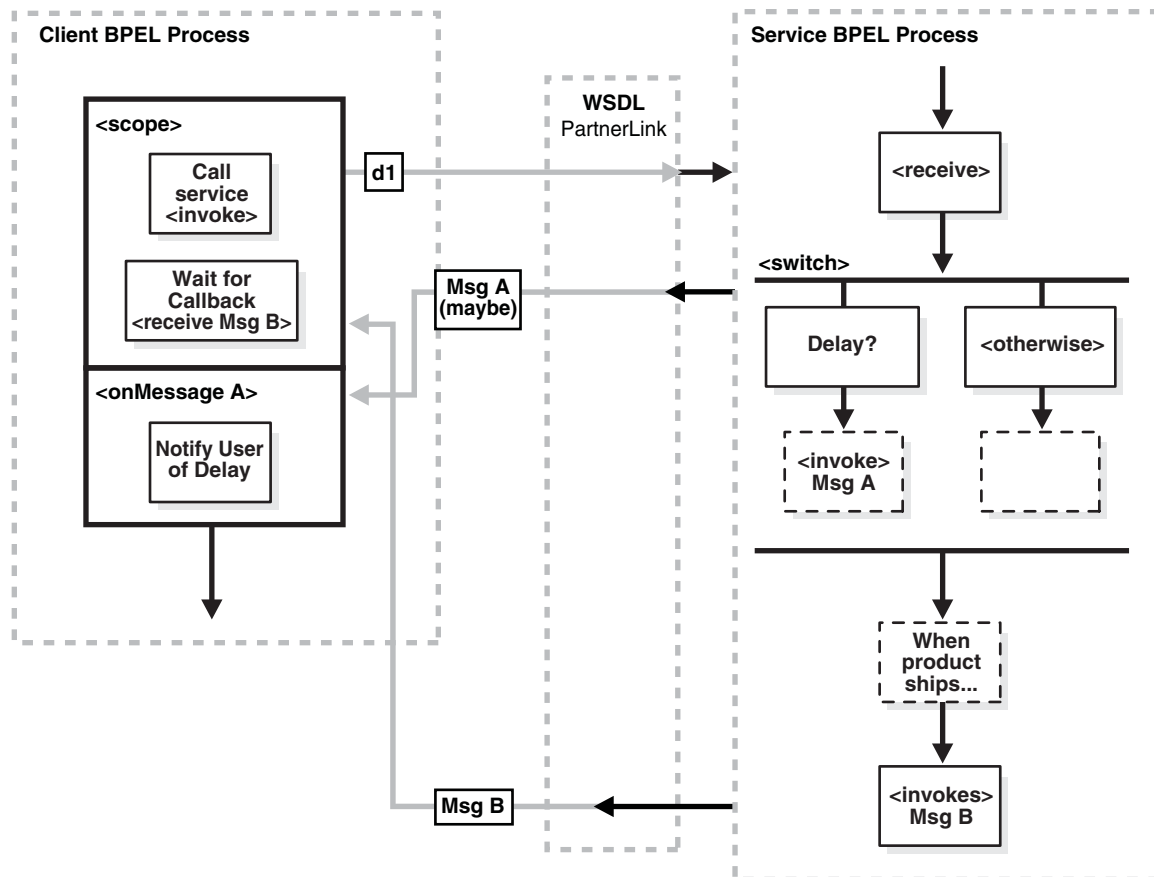 Client BPEL Process
<scope>
Call
service
<invoke>
Wait for
Callback
<receive Msg B>
<onMessage A>
Notify User
of Delay
d1
Msg A
(maybe)
Msg B
WSDL
PartnerLink
Service BPEL Process
<receive>
<switch>
Delay?
<otherwise>
<invoke>
Msg A
When
product
ships...
<invokes>
Msg B